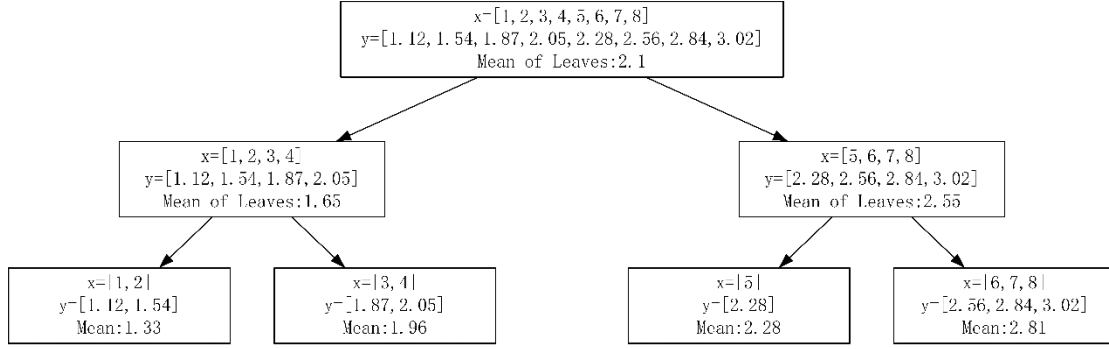 x=[1,2,3,4,5,6,7,8]
y=[1.12,1.54,1.87,2.05,2.28,2.56,2.84,3.02]
Mean of Leaves:2.1
x=[1,2,3,4]
y=[1.12,1.54,1.87,2.05]
Mean of Leaves:1.65
x=[5,6,7,8]
y=[2.28,2.56,2.84,3.02]
Mean of Leaves:2.55
x=[1,2]
y=[1.12,1.54]
Mean:1.33
x=[3,4]
y=[1.87,2.05]
Mean:1.96
x=[5]
y=[2.28]
Mean:2.28
x=[6,7,8]
y=[2.56,2.84,3.02]
Mean:2.81